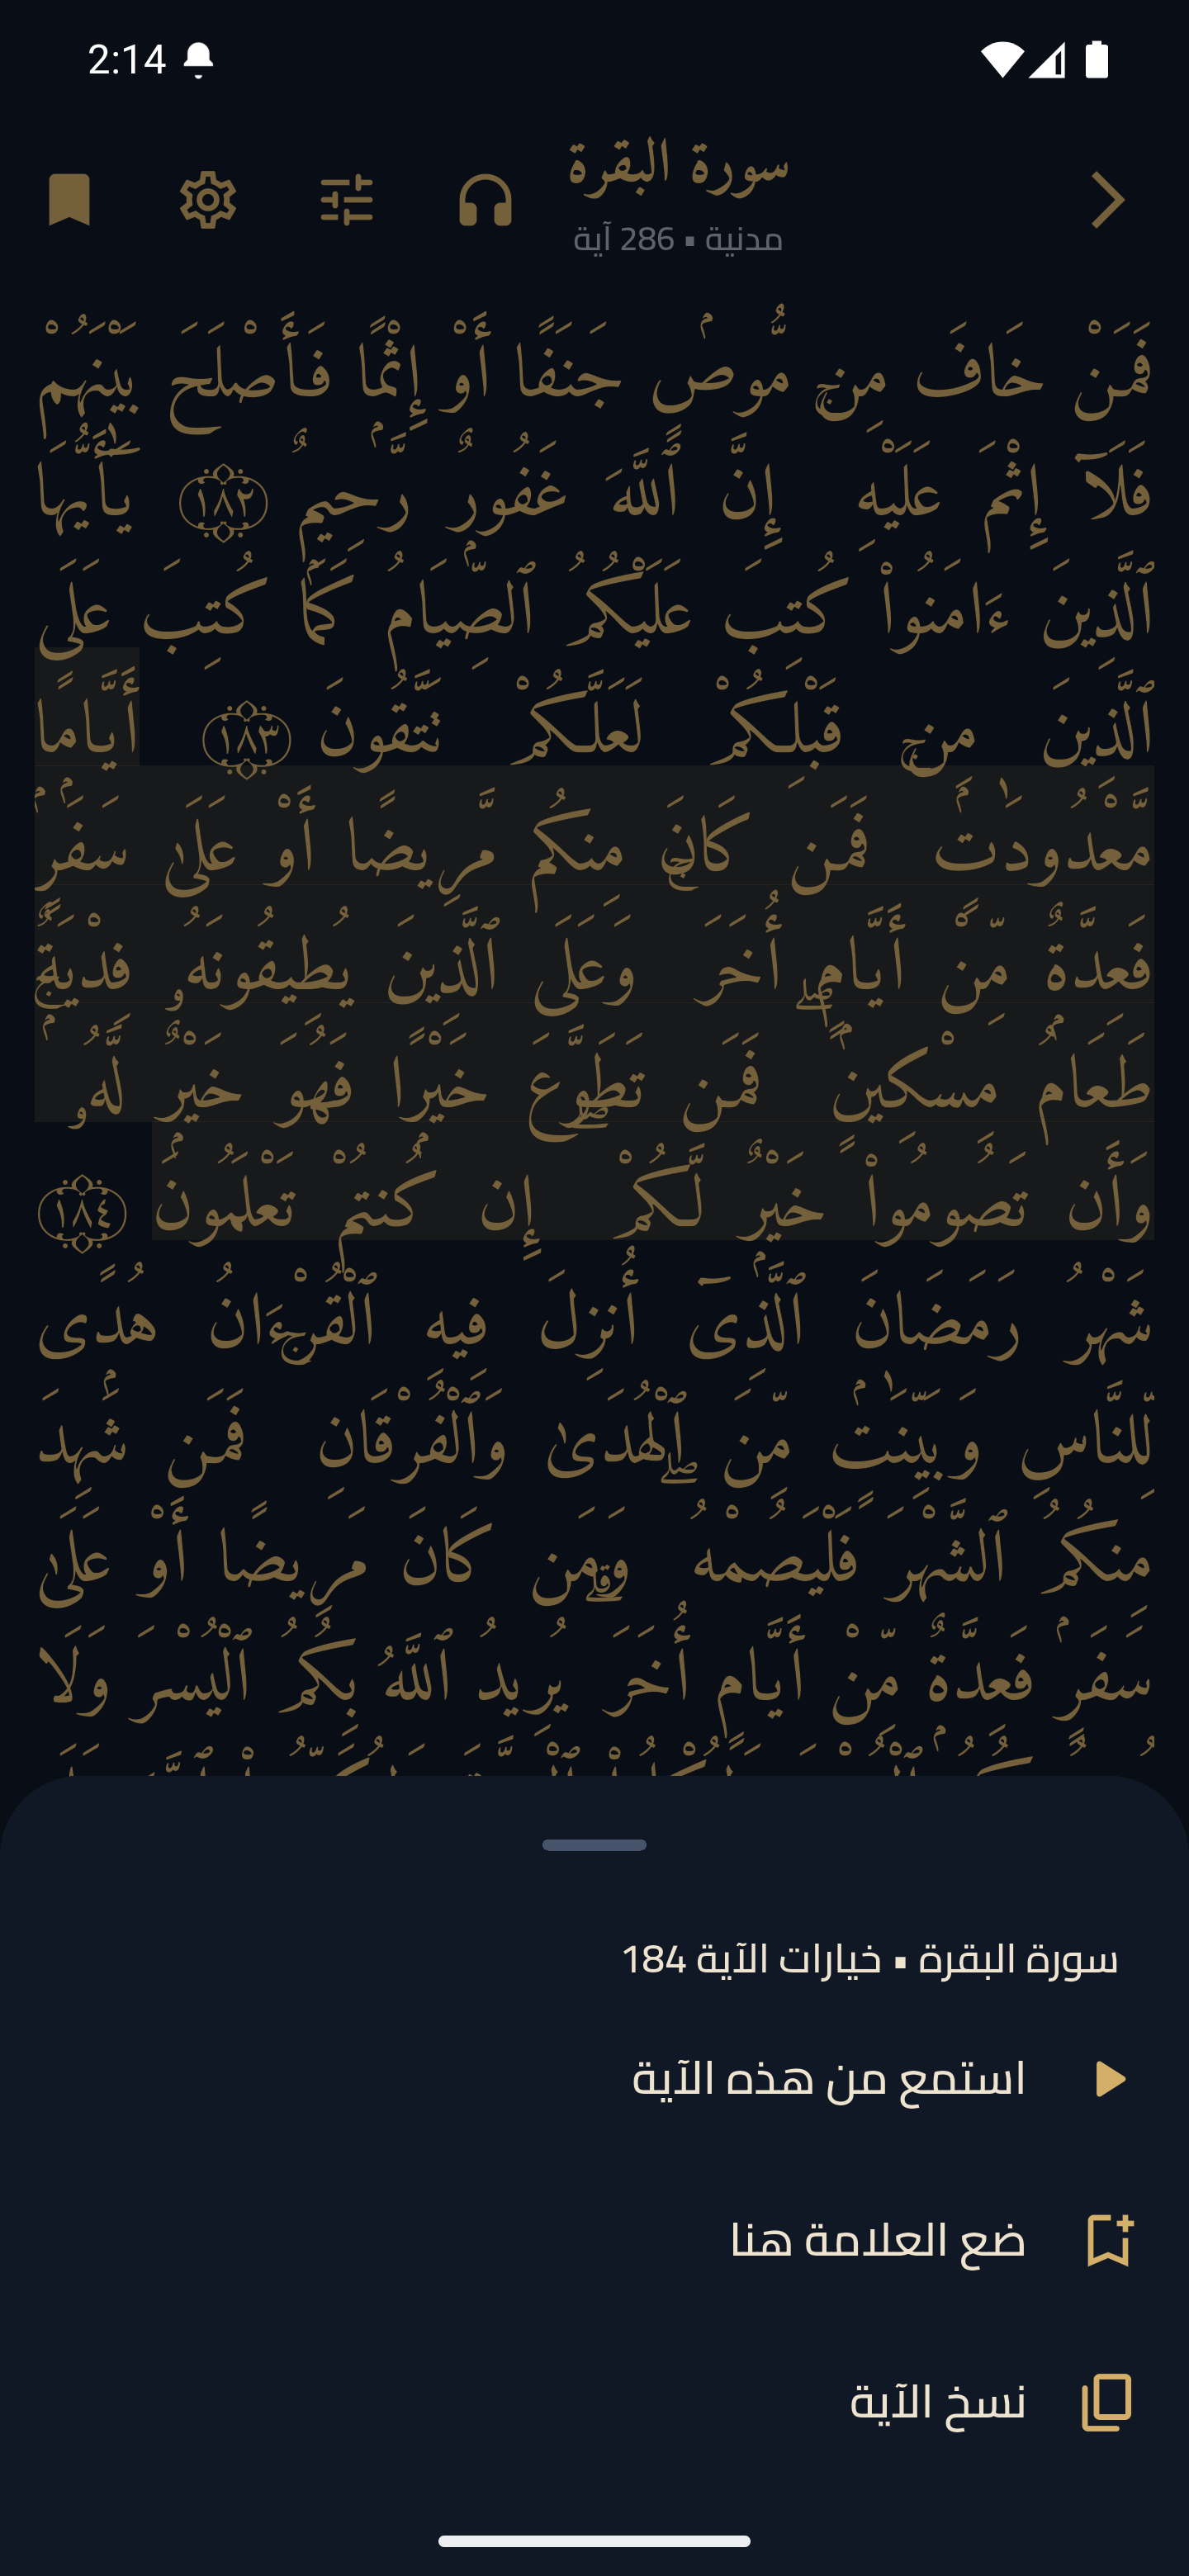 2:14
سورة البقرة
مدنية ▪ 286 آية
فَمَنْ خَافَ مِن مُّوصٍ جَنَفًا أَوْ إِثْمًا فَأَصْلَحَ بَيْنَهُمْ
فَلَآ إِثْمَ عَلَيْهِ ۚ إِنَّ ٱللَّهَ غَفُورٌ رَّحِيمٌ ١٨٢ يَـٰٓأَيُّهَا
ٱلَّذِينَ ءَامَنُوا۟ كُتِبَ عَلَيْكُمُ ٱلصِّيَامُ كَمَا كُتِبَ عَلَى
ٱلَّذِينَ مِن قَبْلِكُمْ لَعَلَّكُمْ تَتَّقُونَ ١٨٣ أَيَّامًا
مَّعْدُودَٰتٍ ۚ فَمَن كَانَ مِنكُم مَّرِيضًا أَوْ عَلَىٰ سَفَرٍ
فَعِدَّةٌ مِّنْ أَيَّامٍ أُخَرَ ۚ وَعَلَى ٱلَّذِينَ يُطِيقُونَهُۥ فِدْيَةٌ
طَعَامُ مِسْكِينٍ ۖ فَمَن تَطَوَّعَ خَيْرًا فَهُوَ خَيْرٌ لَّهُۥ ۚ
وَأَن تَصُومُوا۟ خَيْرٌ لَّكُمْ ۖ إِن كُنتُمْ تَعْلَمُونَ ١٨٤
شَهْرُ رَمَضَانَ ٱلَّذِىٓ أُنزِلَ فِيهِ ٱلْقُرْءَانُ هُدًى
لِّلنَّاسِ وَبَيِّنَـٰتٍ مِّنَ ٱلْهُدَىٰ وَٱلْفُرْقَانِ ۚ فَمَن شَهِدَ
مِنكُمُ ٱلشَّهْرَ فَلْيَصُمْهُ ۖ وَمَن كَانَ مَرِيضًا أَوْ عَلَىٰ
سَفَرٍ فَعِدَّةٌ مِّنْ أَيَّامٍ أُخَرَ ۗ يُرِيدُ ٱللَّهُ بِكُمُ ٱلْيُسْرَ وَلَا
سورة البقرة ▪ خيارات الآية 184
استمع من هذه الآية
ضع العلامة هنا
نسخ الآية